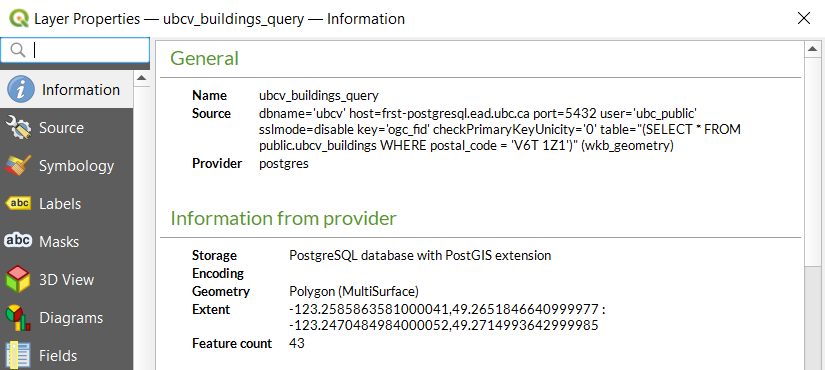 Layer Properties — ubcv_buildings_query — Information
Information
Source
Symbology
abc Labels
abc Masks
3D View
Diagrams
Fields
General
Name ubcv_buildings_query
Source dbname='ubcv' host=frst-postgresql.ead.ubc.ca port=5432 user='ubc_public'
sslmode=disable key='ogc_fid' checkPrimaryKeyUnicity='0' table="(SELECT * FROM
public.ubcv_buildings WHERE postal_code = 'V6T 1Z1')" (wkb_geometry)
Provider postgres
Information from provider
Storage PostgreSQL database with PostGIS extension
Encoding
Geometry Polygon (MultiSurface)
Extent -123.2585863581000041,49.2651846640999977 :
-123.2470484984000052,49.2714993642999985
Feature count 43